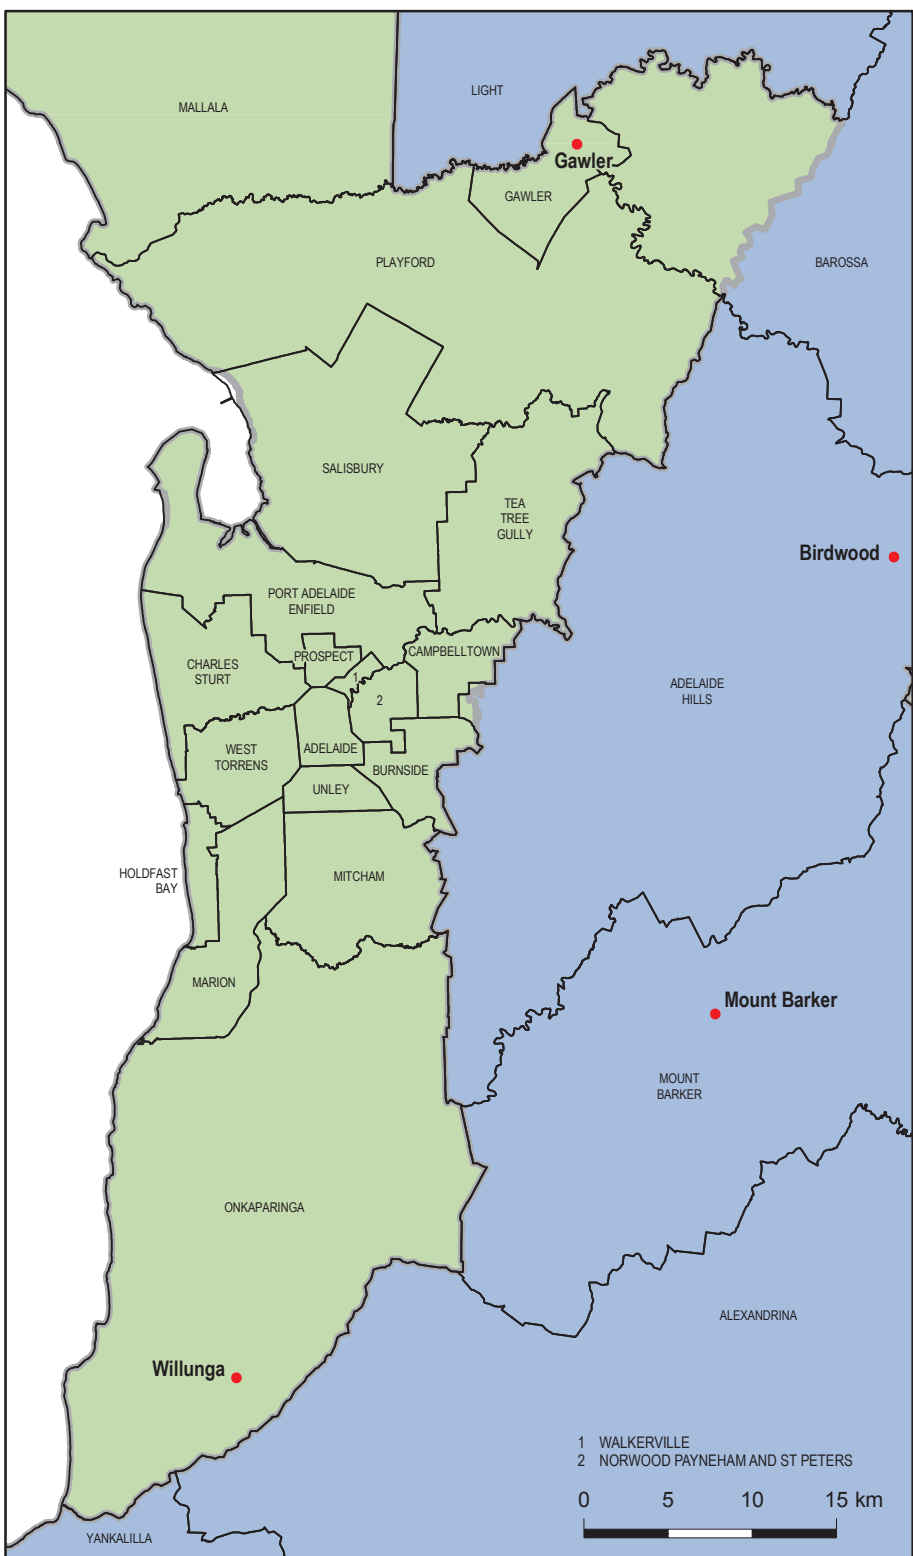 LIGHT
MALLALA
Gawler
GAWLER
PLAYFORD
BAROSSA
SALISBURY
TEA
TREE
GULLY
Birdwood
PORT ADELAIDE
ENFIELD
PROSPECT
CAMPBELLTOWN
CHARLES
STURT
1
2
ADELAIDE
HILLS
WEST
TORRENS
ADELAIDE
BURNSIDE
UNLEY
HOLDFAST
BAY
MITCHAM
MARION
Mount Barker
MOUNT
BARKER
ONKAPARINGA
ALEXANDRINA
Willunga
1 WALKERVILLE
2 NORWOOD PAYNEHAM AND ST PETERS
0 5 10 15 km
YANKALILLA